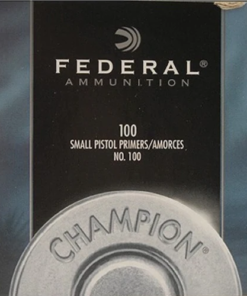 FEDERAL®
AMMUNITION
100
SMALL PISTOL PRIMERS/AMORCES
NO. 100
CHAMPION